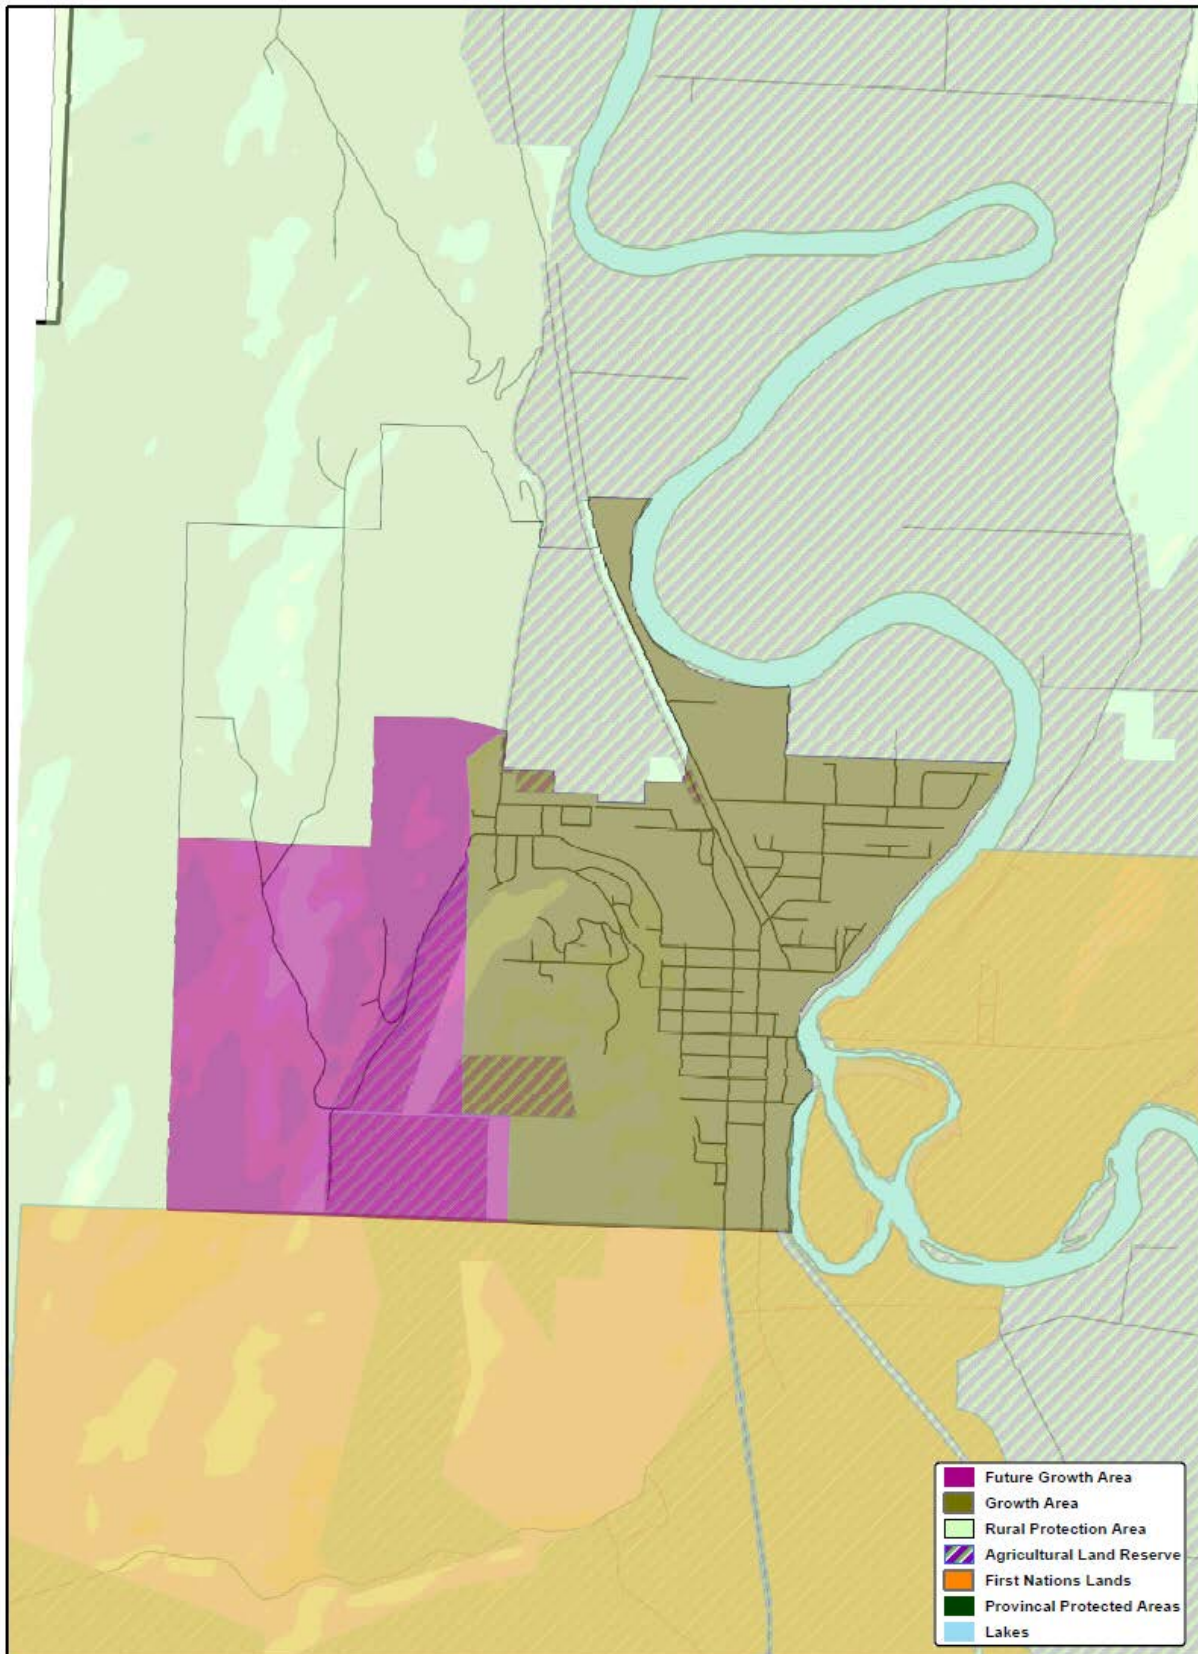 Future Growth Area
Growth Area
Rural Protection Area
Agricultural Land Reserve
First Nations Lands
Provincal Protected Areas
Lakes